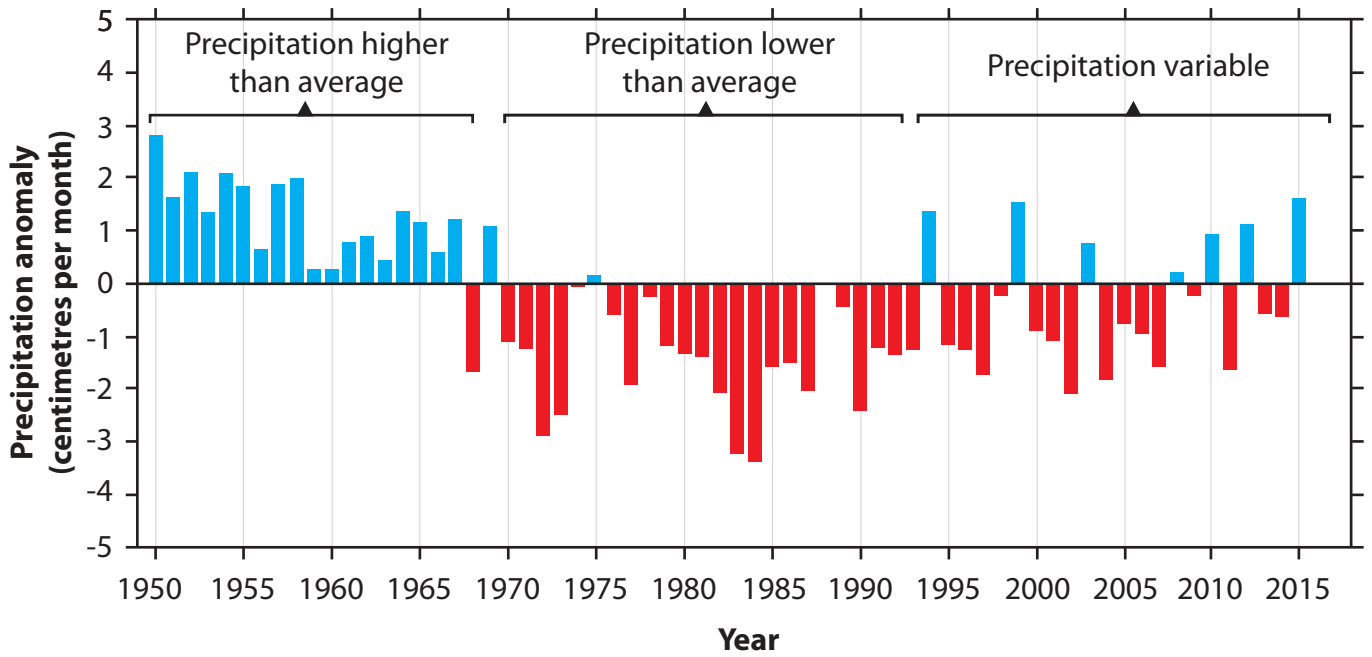 Precipitation higher
than average
Precipitation lower
than average
Precipitation variable
Precipitation anomaly
(centimetres per month)
5
4
3
2
1
0
-1
-2
-3
-4
-5
1950 1955 1960 1965 1970 1975 1980 1985 1990 1995 2000 2005 2010 2015
Year